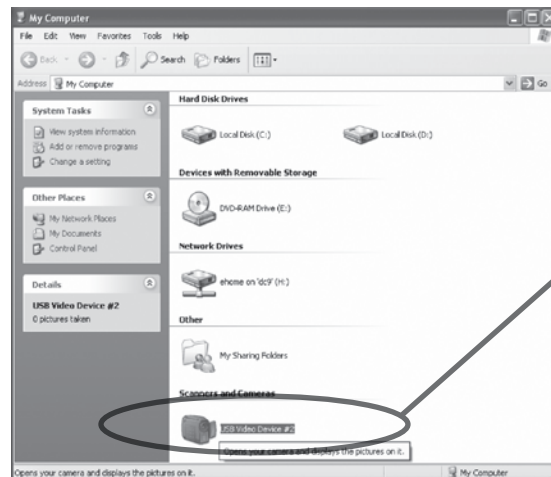 My Computer
File Edit View Favorites Tools Help
Back Search Folders
Address My Computer Go
System Tasks
View system information
Add or remove programs
Change a setting
Other Places
My Network Places
My Documents
Control Panel
Details
USB Video Device #2
0 pictures taken
Hard Disk Drives
Local Disk (C:) Local Disk (D:)
Devices with Removable Storage
DVD-RAM Drive (E:)
Network Drives
ehome on 'dc9' (H:)
Other
My Sharing Folders
Scanners and Cameras
USB Video Device #2
Opens your camera and displays the pictures on it.
Opens your camera and displays the pictures on it. My Computer